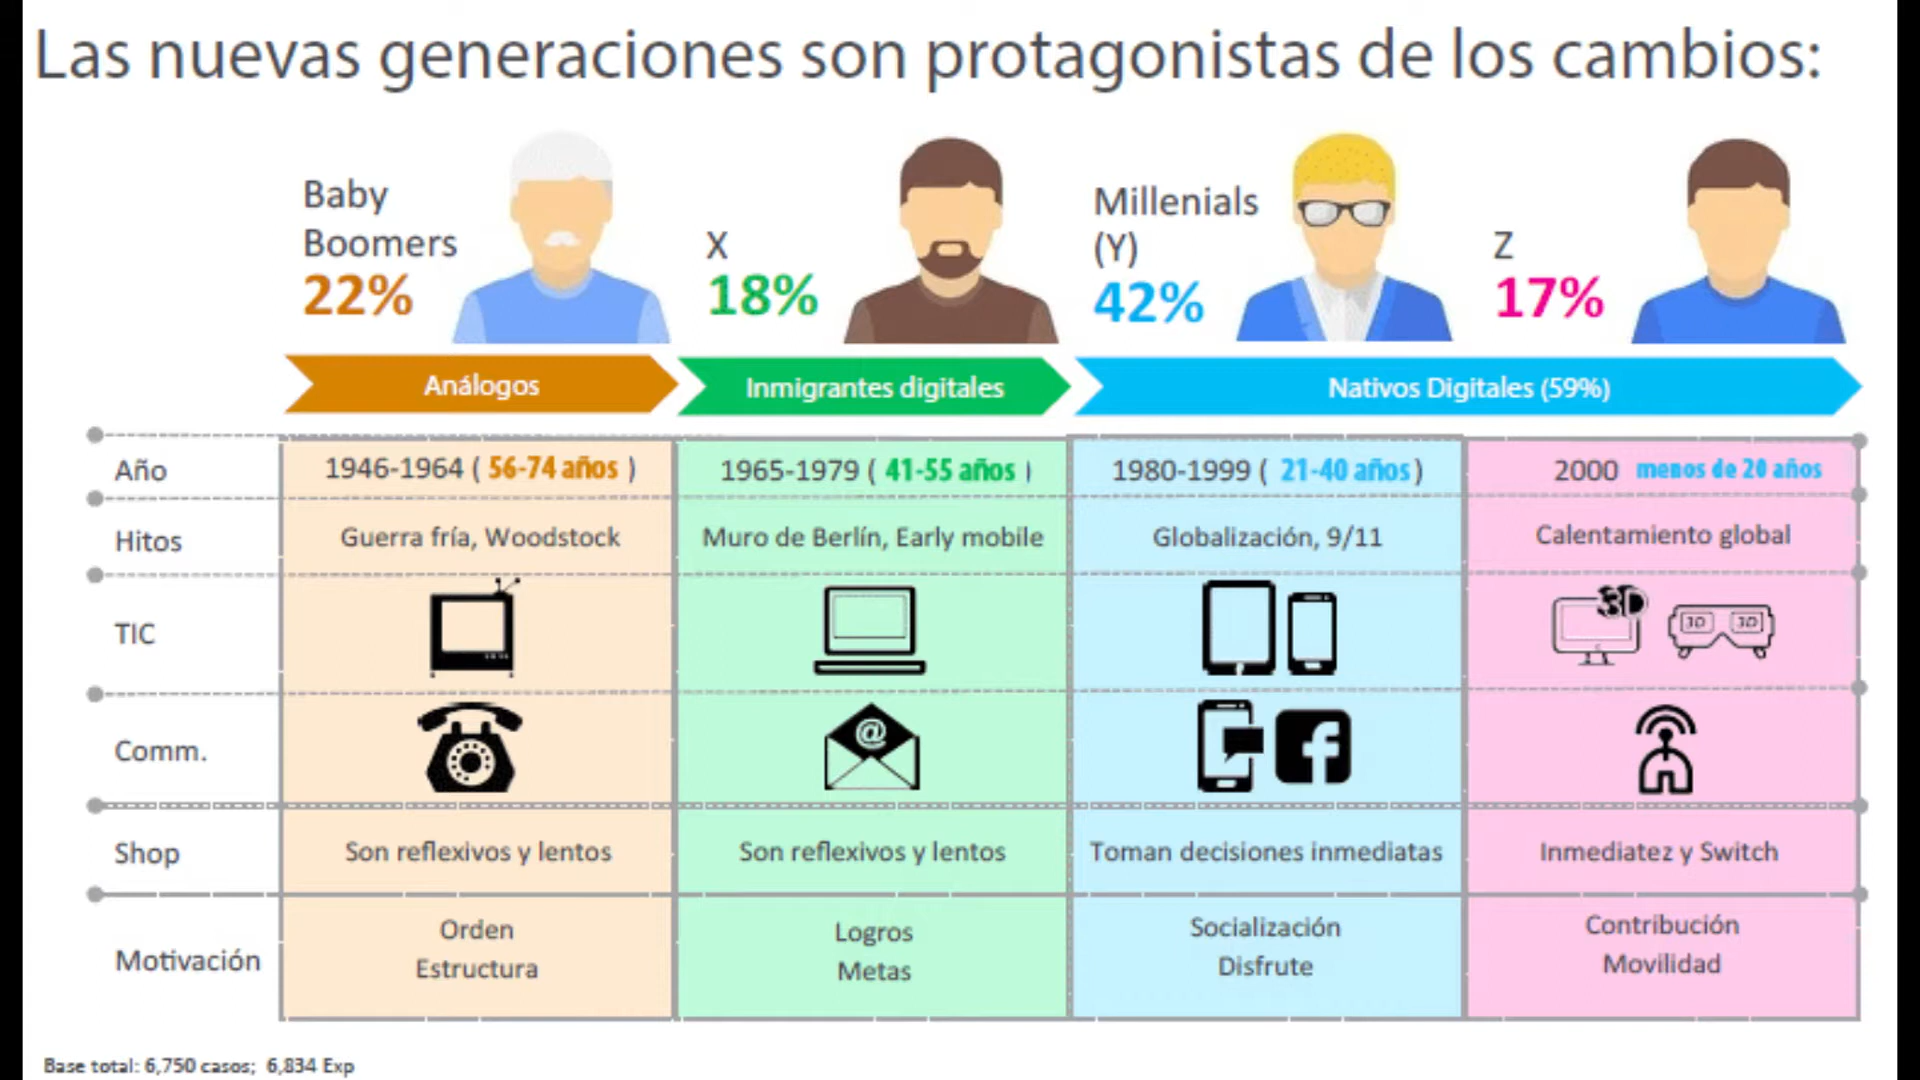 Las nuevas generaciones son protagonistas de los cambios:
Baby
Boomers
22%
X
18%
Millenials
(Y)
42%
Z
17%
Análogos
Inmigrantes digitales
Nativos Digitales (59%)
Año
1946-1964 ( 56-74 años )
1965-1979 ( 41-55 años )
1980-1999 ( 21-40 años )
2000 menos de 20 años
Hitos
Guerra fría, Woodstock
Muro de Berlín, Early mobile
Globalización, 9/11
Calentamiento global
TIC
3D
3D 3D
Comm.
@
f
Shop
Son reflexivos y lentos
Son reflexivos y lentos
Toman decisiones inmediatas
Inmediatez y Switch
Motivación
Orden
Estructura
Logros
Metas
Socialización
Disfrute
Contribución
Movilidad
Base total: 6,750 casos; 6,834 Exp